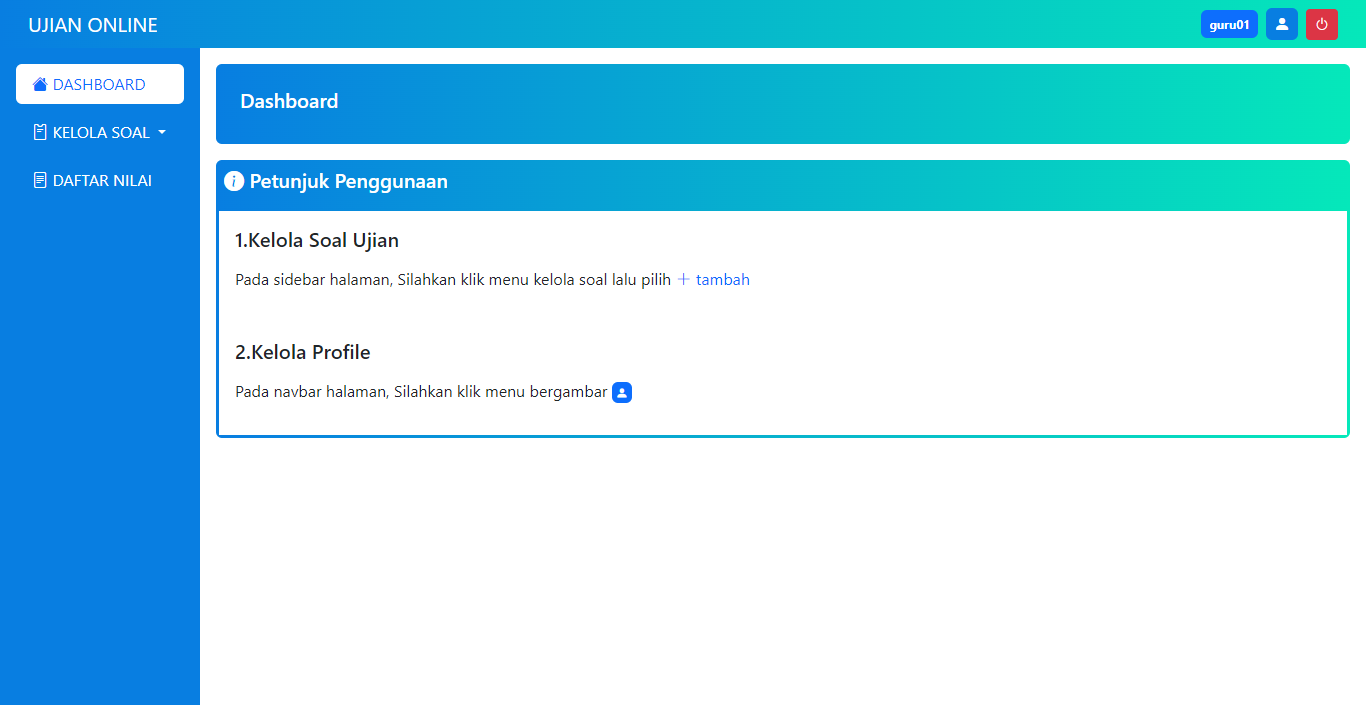 UJIAN ONLINE
guru01
DASHBOARD
KELOLA SOAL
DAFTAR NILAI
Dashboard
Petunjuk Penggunaan
1.Kelola Soal Ujian
Pada sidebar halaman, Silahkan klik menu kelola soal lalu pilih + tambah
2.Kelola Profile
Pada navbar halaman, Silahkan klik menu bergambar